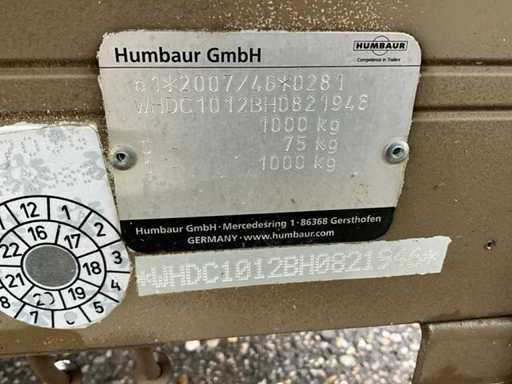 Humbaur GmbH
HUMBAUR
Competence in Trailers
e1*2007/46*0281
WHDC1012BH0821946
1000 kg
75 kg
1000 kg
Humbaur GmbH · Mercedesring 1 · 86368 Gersthofen
GERMANY · www.humbaur.com
*WHDC1012BH0821946*
12 1 2 3 4 5
16 17 18 19 20 21 22